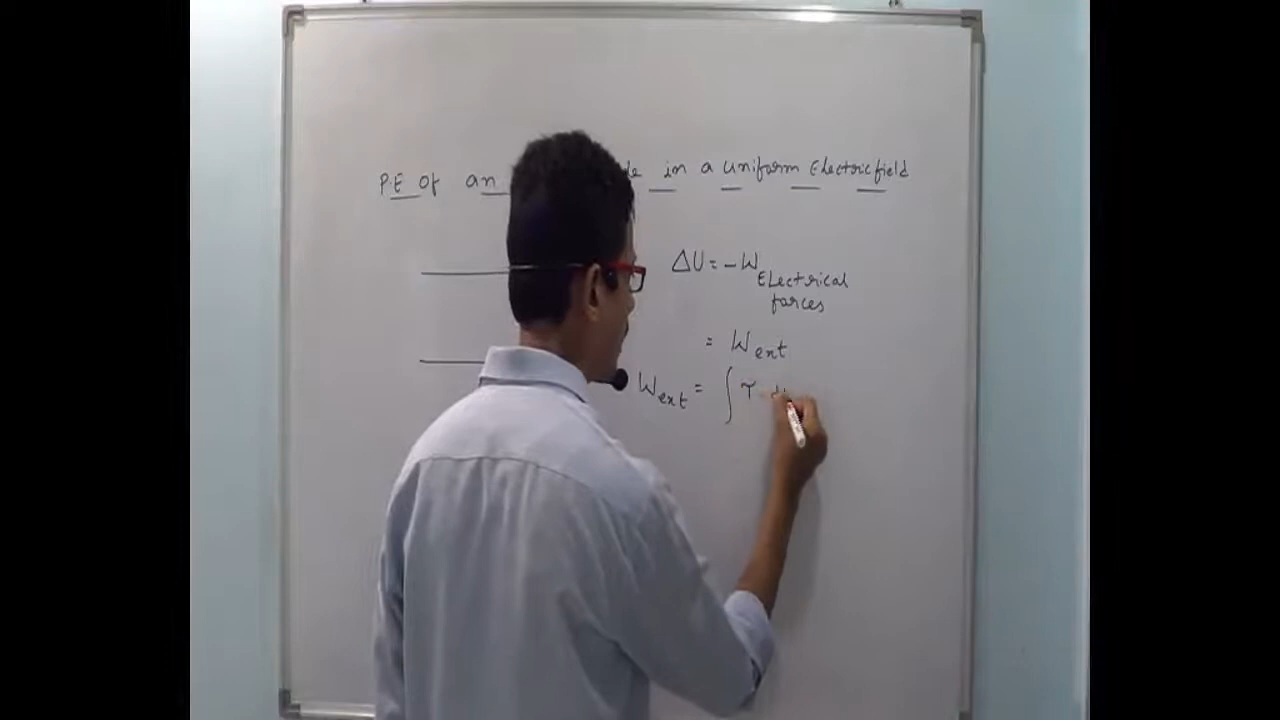 P.E of an in a uniform Electric field
ΔU = -W Electrical forces
= W ext
W ext = ∫ τ